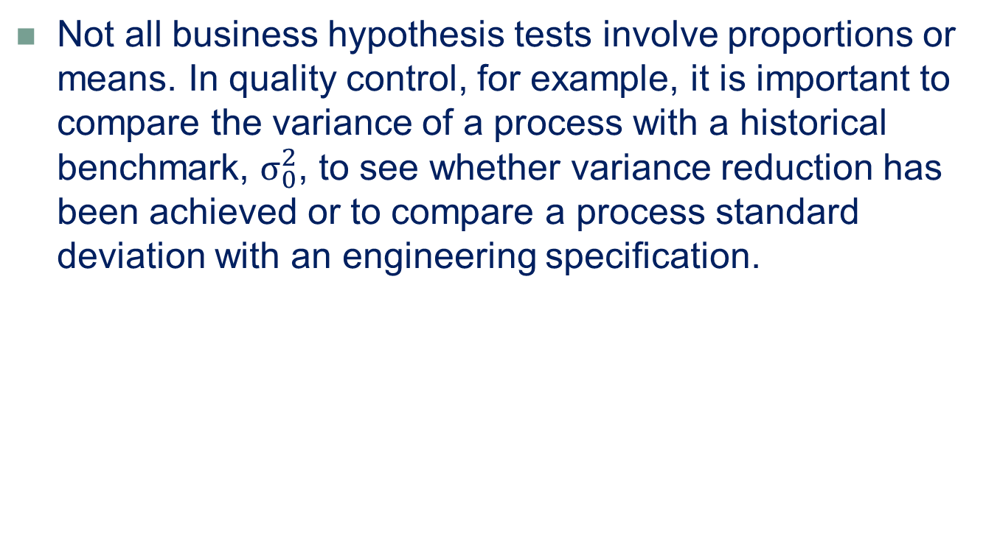 Not all business hypothesis tests involve proportions or
means. In quality control, for example, it is important to
compare the variance of a process with a historical
benchmark, σ₀², to see whether variance reduction has
been achieved or to compare a process standard
deviation with an engineering specification.